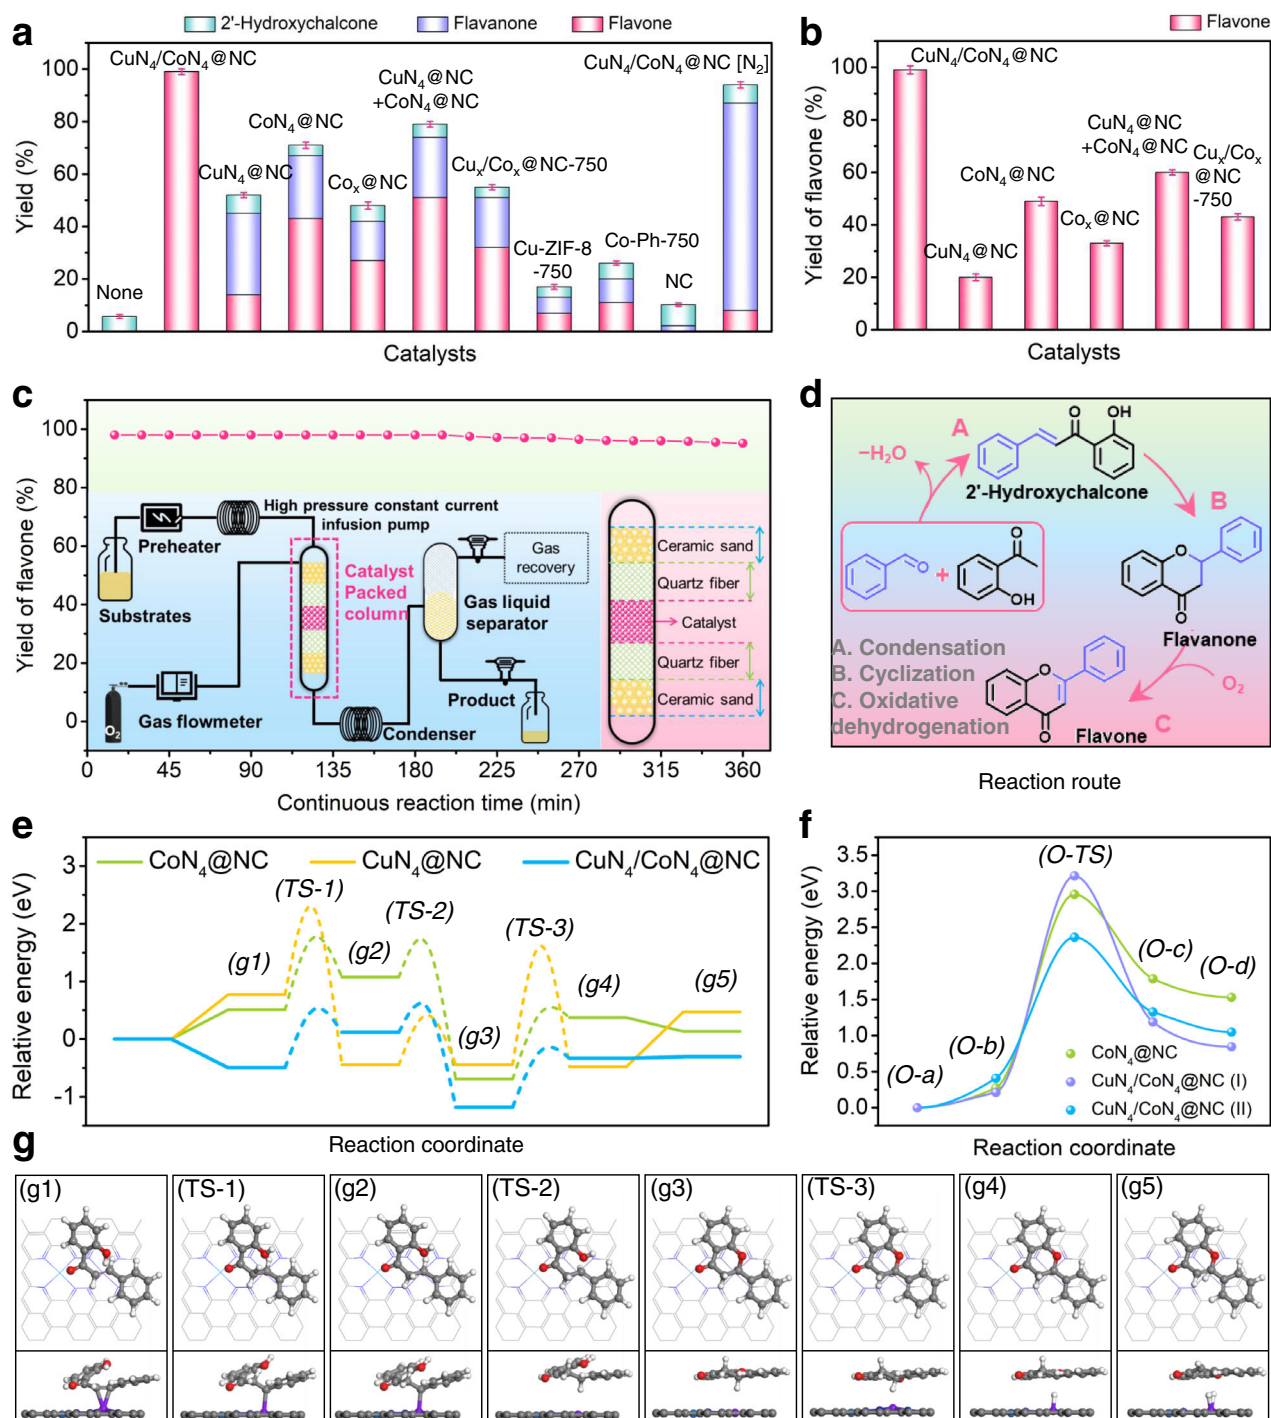 a
2'-Hydroxychalcone
Flavanone
Flavone
Yield (%)
100
80
60
40
20
0
None
CuN4/CoN4@NC
CuN4@NC
CoN4@NC
Cox@NC
CuN4@NC
+CoN4@NC
Cux/Cox@NC-750
Cu-ZIF-8
-750
Co-Ph-750
NC
CuN4/CoN4@NC [N2]
Catalysts
b
Flavone
Yield of flavone (%)
100
80
60
40
20
0
CuN4/CoN4@NC
CuN4@NC
CoN4@NC
Cox@NC
CuN4@NC
+CoN4@NC
Cux/Cox
@NC
-750
Catalysts
c
Yield of flavone (%)
100
80
60
40
20
0
High pressure constant current
infusion pump
Preheater
Substrates
Catalyst
Packed
column
Gas
recovery
Gas liquid
separator
Gas flowmeter
O2
Condenser
Product
Ceramic sand
Quartz fiber
Catalyst
Quartz fiber
Ceramic sand
0 45 90 135 180 225 270 315 360
Continuous reaction time (min)
d
O
OH
A
−H2O
2'-Hydroxychalcone
B
O
+
O
OH
O
O
Flavanone
A. Condensation
B. Cyclization
C. Oxidative
dehydrogenation
O2
O
O
Flavone
C
Reaction route
e
CoN4@NC
CuN4@NC
CuN4/CoN4@NC
Relative energy (eV)
3
2
1
0
-1
(g1)
(TS-1)
(g2)
(TS-2)
(g3)
(TS-3)
(g4)
(g5)
Reaction coordinate
f
Relative energy (eV)
3.5
3.0
2.5
2.0
1.5
1.0
0.5
0.0
(O-a)
(O-b)
(O-TS)
(O-c)
(O-d)
CoN4@NC
CuN4/CoN4@NC (I)
CuN4/CoN4@NC (II)
Reaction coordinate
g
(g1)
(TS-1)
(g2)
(TS-2)
(g3)
(TS-3)
(g4)
(g5)